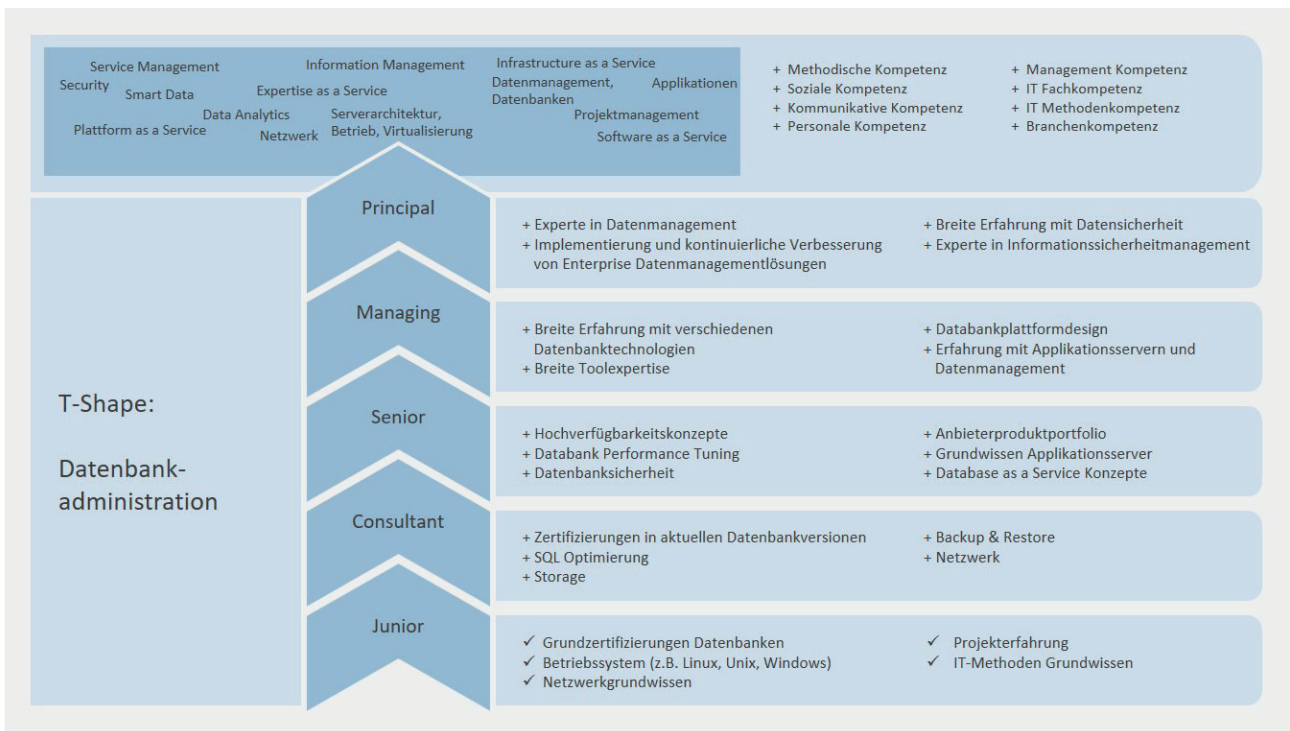 Service Management
Information Management
Infrastructure as a Service
Security
Smart Data
Expertise as a Service
Datenmanagement,
Datenbanken
Applikationen
Data Analytics
Serverarchitektur,
Betrieb, Virtualisierung
Projektmanagement
Plattform as a Service
Netzwerk
Software as a Service
+ Methodische Kompetenz
+ Soziale Kompetenz
+ Kommunikative Kompetenz
+ Personale Kompetenz
+ Management Kompetenz
+ IT Fachkompetenz
+ IT Methodenkompetenz
+ Branchenkompetenz
T-Shape:
Datenbank-
administration
Principal
+ Experte in Datenmanagement
+ Implementierung und kontinuierliche Verbesserung
von Enterprise Datenmanagementlösungen
+ Breite Erfahrung mit Datensicherheit
+ Experte in Informationssicherheitmanagement
Managing
+ Breite Erfahrung mit verschiedenen
Datenbanktechnologien
+ Breite Toolexpertise
+ Databankplattformdesign
+ Erfahrung mit Applikationsservern und
Datenmanagement
Senior
+ Hochverfügbarkeitskonzepte
+ Databank Performance Tuning
+ Datenbanksicherheit
+ Anbieterproduktportfolio
+ Grundwissen Applikationsserver
+ Database as a Service Konzepte
Consultant
+ Zertifizierungen in aktuellen Datenbankversionen
+ SQL Optimierung
+ Storage
+ Backup & Restore
+ Netzwerk
Junior
✓ Grundzertifizierungen Datenbanken
✓ Betriebssystem (z.B. Linux, Unix, Windows)
✓ Netzwerkgrundwissen
✓ Projekterfahrung
✓ IT-Methoden Grundwissen